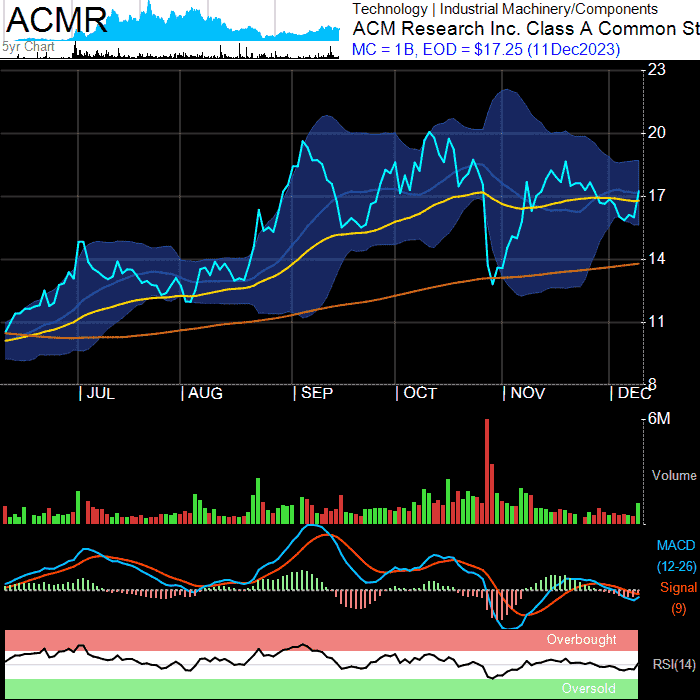 ACMR
5yr Chart
Technology | Industrial Machinery/Components
ACM Research Inc. Class A Common St
MC = 1B, EOD = $17.25 (11Dec2023)
23
20
17
14
11
8
JUL AUG SEP OCT NOV DEC
6M
Volume
MACD
(12-26)
Signal
(9)
Overbought
RSI(14)
Oversold